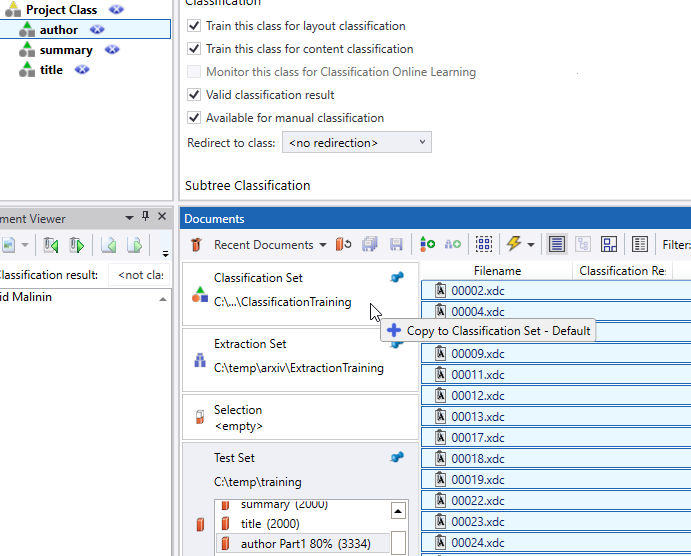 Project Class
author
summary
title
Classification
Train this class for layout classification
Train this class for content classification
Monitor this class for Classification Online Learning
Valid classification result
Available for manual classification
Redirect to class: <no redirection>
Subtree Classification
ment Viewer
Classification result: <not clas
id Malinin
Documents
Recent Documents
Filter:
Classification Set
C:\...\ClassificationTraining
Extraction Set
C:\temp\arxiv\ExtractionTraining
Selection
<empty>
Test Set
C:\temp\training
summary (2000)
title (2000)
author Part1 80% (3334)
Filename Classification Re
00002.xdc
00004.xdc
Copy to Classification Set - Default
00009.xdc
00011.xdc
00012.xdc
00013.xdc
00017.xdc
00018.xdc
00019.xdc
00022.xdc
00023.xdc
00024.xdc